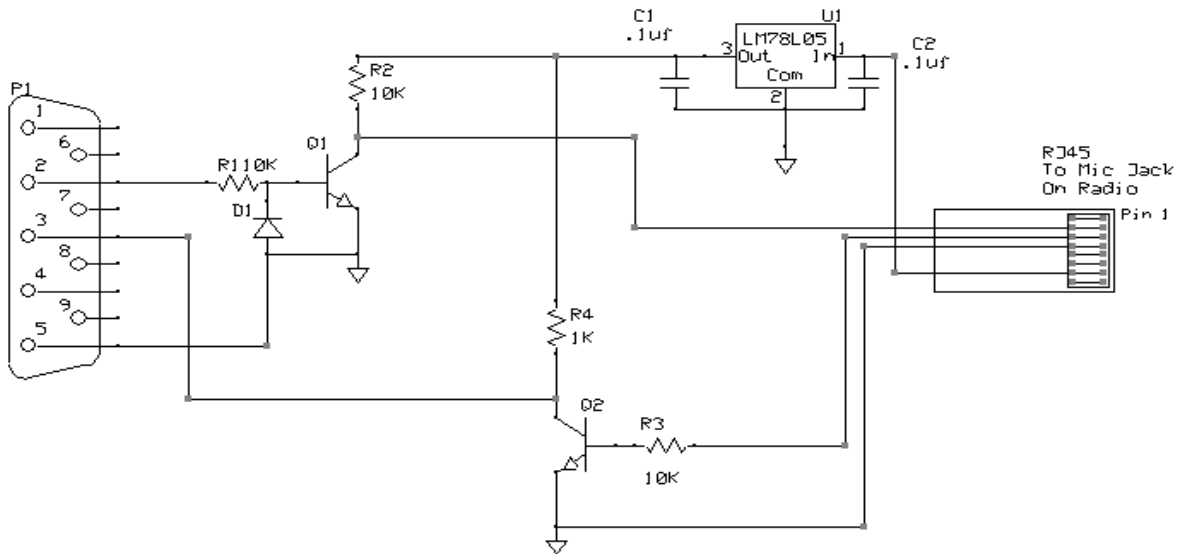 C1
.1uf
U1
LM78L05
3
Out
In
1
Com
2
C2
.1uf
R2
10K
P1
1
6
2
7
3
8
4
9
5
R110K
D1
Q1
RJ45
To Mic Jack
On Radio
Pin 1
R4
1K
Q2
R3
10K